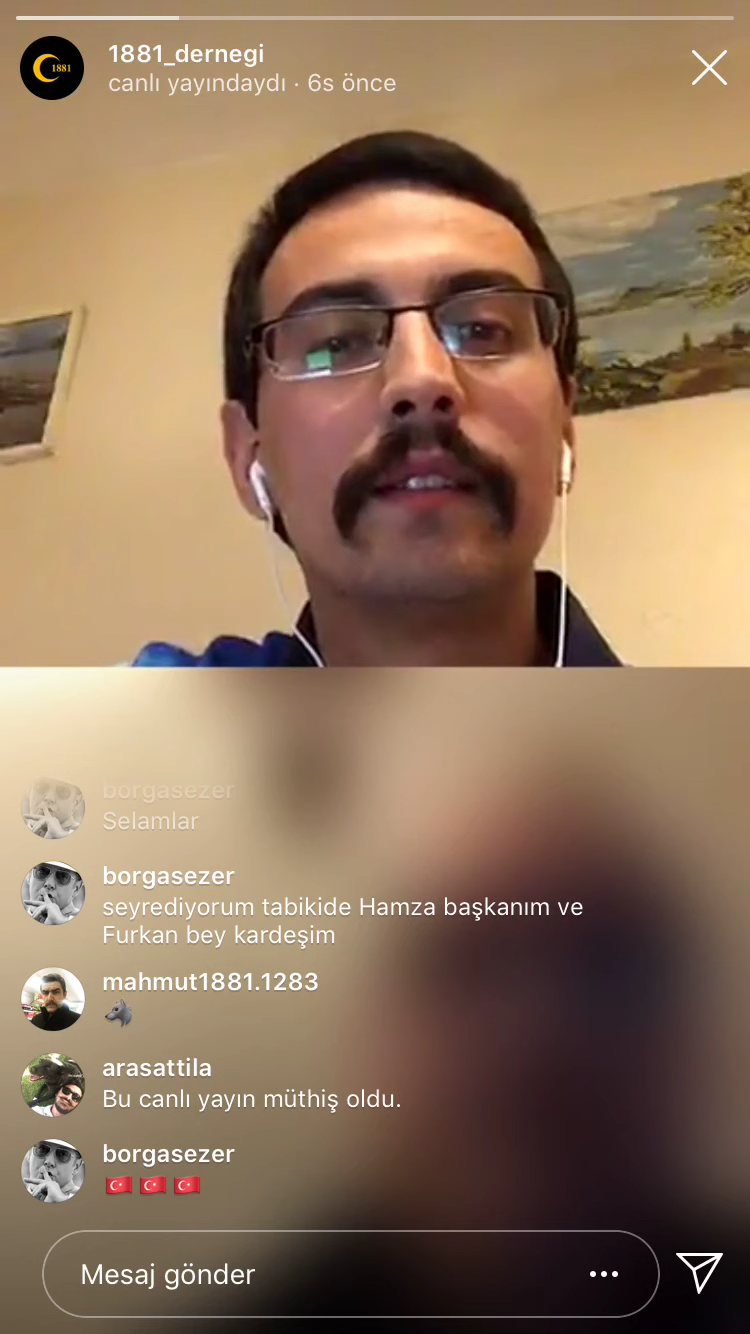 1881_dernegi
1881
canlı yayındaydı · 6s önce
borgasezer
Selamlar
borgasezer
seyrediyorum tabikide Hamza başkanım ve
Furkan bey kardeşim
mahmut1881.1283
🐺
arasattila
Bu canlı yayın müthiş oldu.
borgasezer
🇹🇷 🇹🇷 🇹🇷
Mesaj gönder